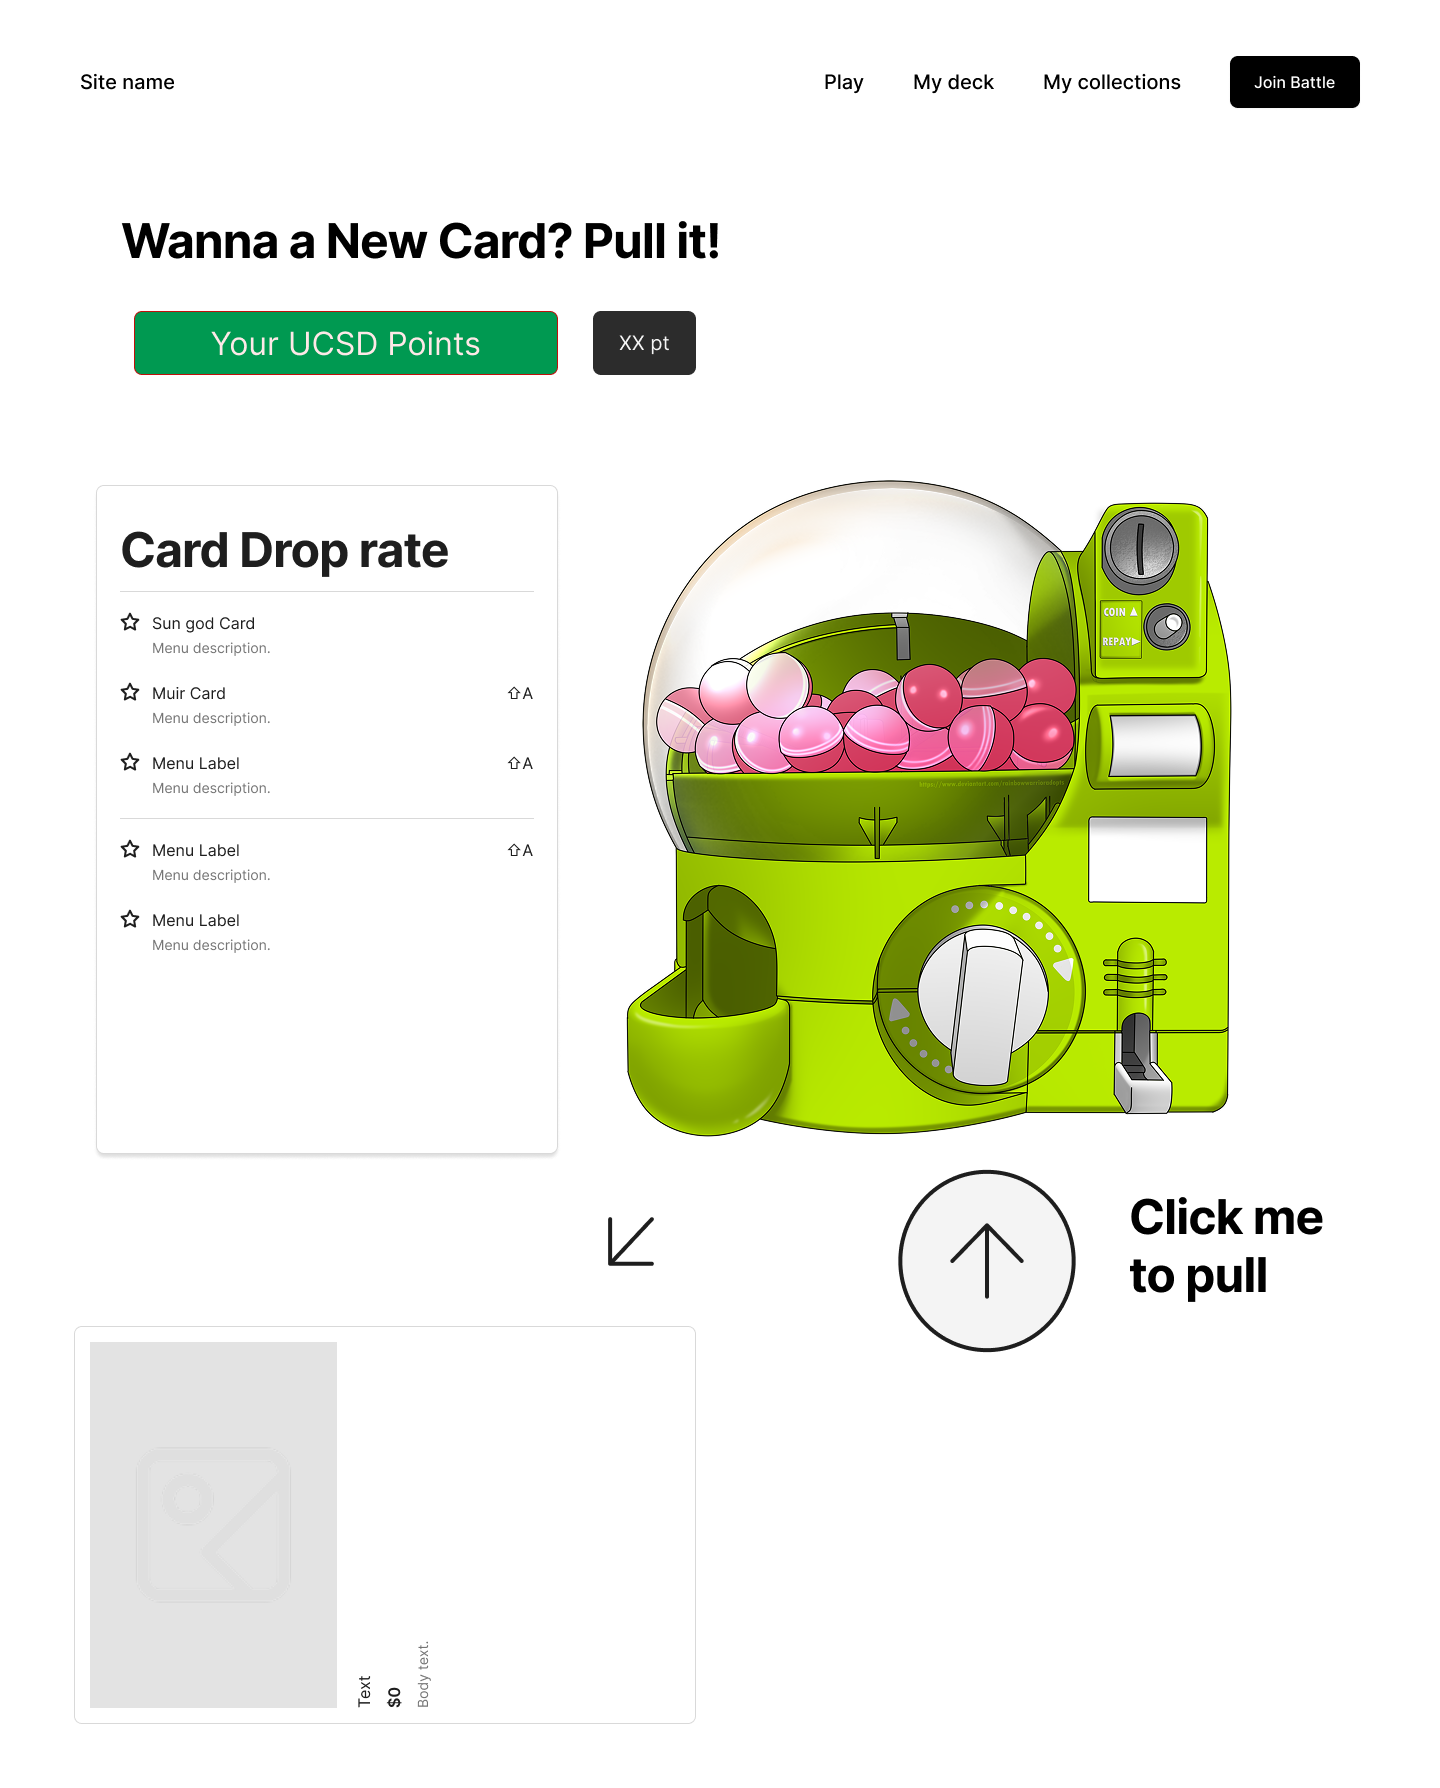 Site name
Play
My deck
My collections
Join Battle
Wanna a New Card? Pull it!
Your UCSD Points
XX pt
Card Drop rate
Sun god Card
Menu description.
Muir Card
⇧A
Menu description.
Menu Label
⇧A
Menu description.
Menu Label
⇧A
Menu description.
Menu Label
Menu description.
COIN ▲
REPAY▶
Click me
to pull
Text
$0
Body text.